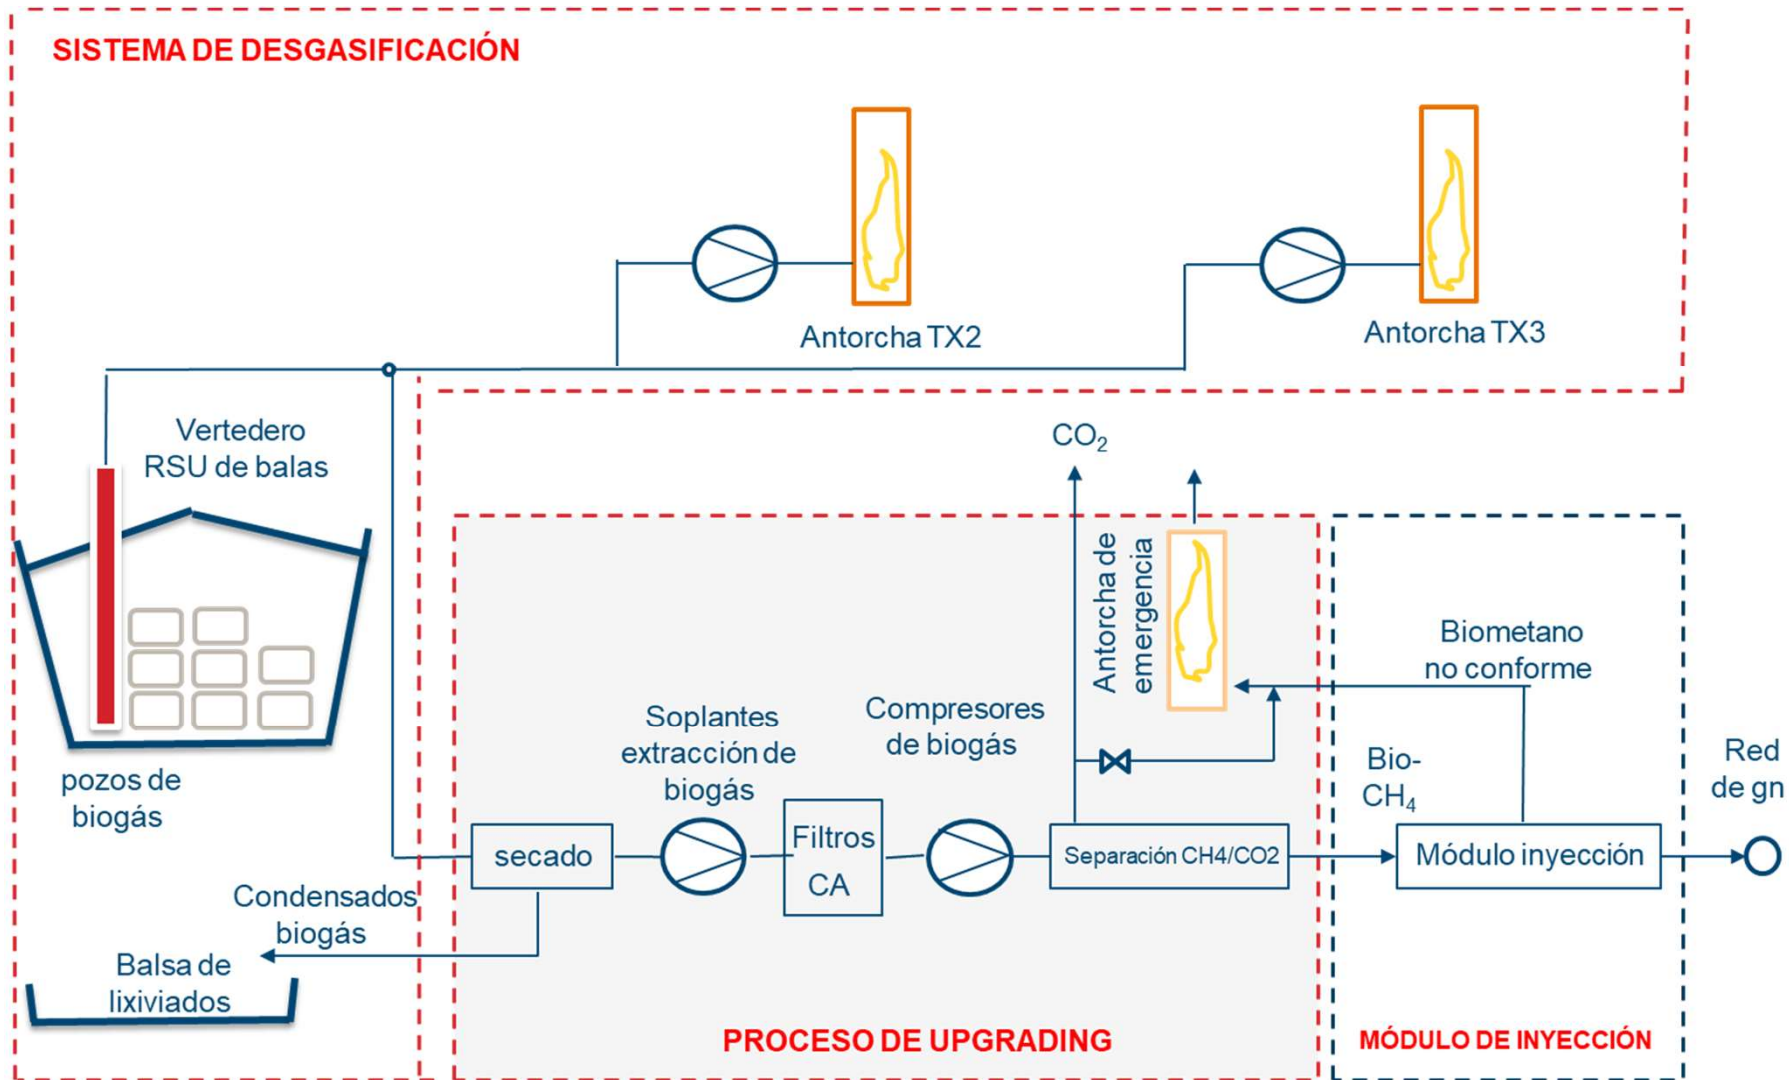 SISTEMA DE DESGASIFICACIÓN
Antorcha TX2
Antorcha TX3
Vertedero
RSU de balas
CO2
Antorcha de
emergencia
Biometano
no conforme
Soplantes
extracción de
biogás
Compresores
de biogás
Bio-
CH4
Red
de gn
pozos de
biogás
secado
Filtros
CA
Separación CH4/CO2
Módulo inyección
Condensados
biogás
Balsa de
lixiviados
PROCESO DE UPGRADING
MÓDULO DE INYECCIÓN